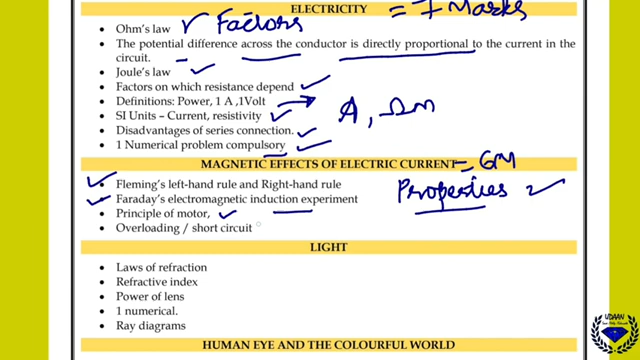 ELECTRICITY = 7 Marks
• Ohm's law Factors
• The potential difference across the conductor is directly proportional to the current in the
circuit.
• Joule's law
• Factors on which resistance depend
• Definitions: Power, 1 A ,1Volt
• SI Units – Current, resistivity A, Ωm
• Disadvantages of series connection.
• 1 Numerical problem compulsory
MAGNETIC EFFECTS OF ELECTRIC CURRENT = 6M
• Fleming's left-hand rule and Right-hand rule
• Faraday's electromagnetic induction experiment Properties
• Principle of motor,
• Overloading / short circuit
LIGHT
• Laws of refraction
• Refractive index
• Power of lens
• 1 numerical.
• Ray diagrams
HUMAN EYE AND THE COLOURFUL WORLD
UDAAN